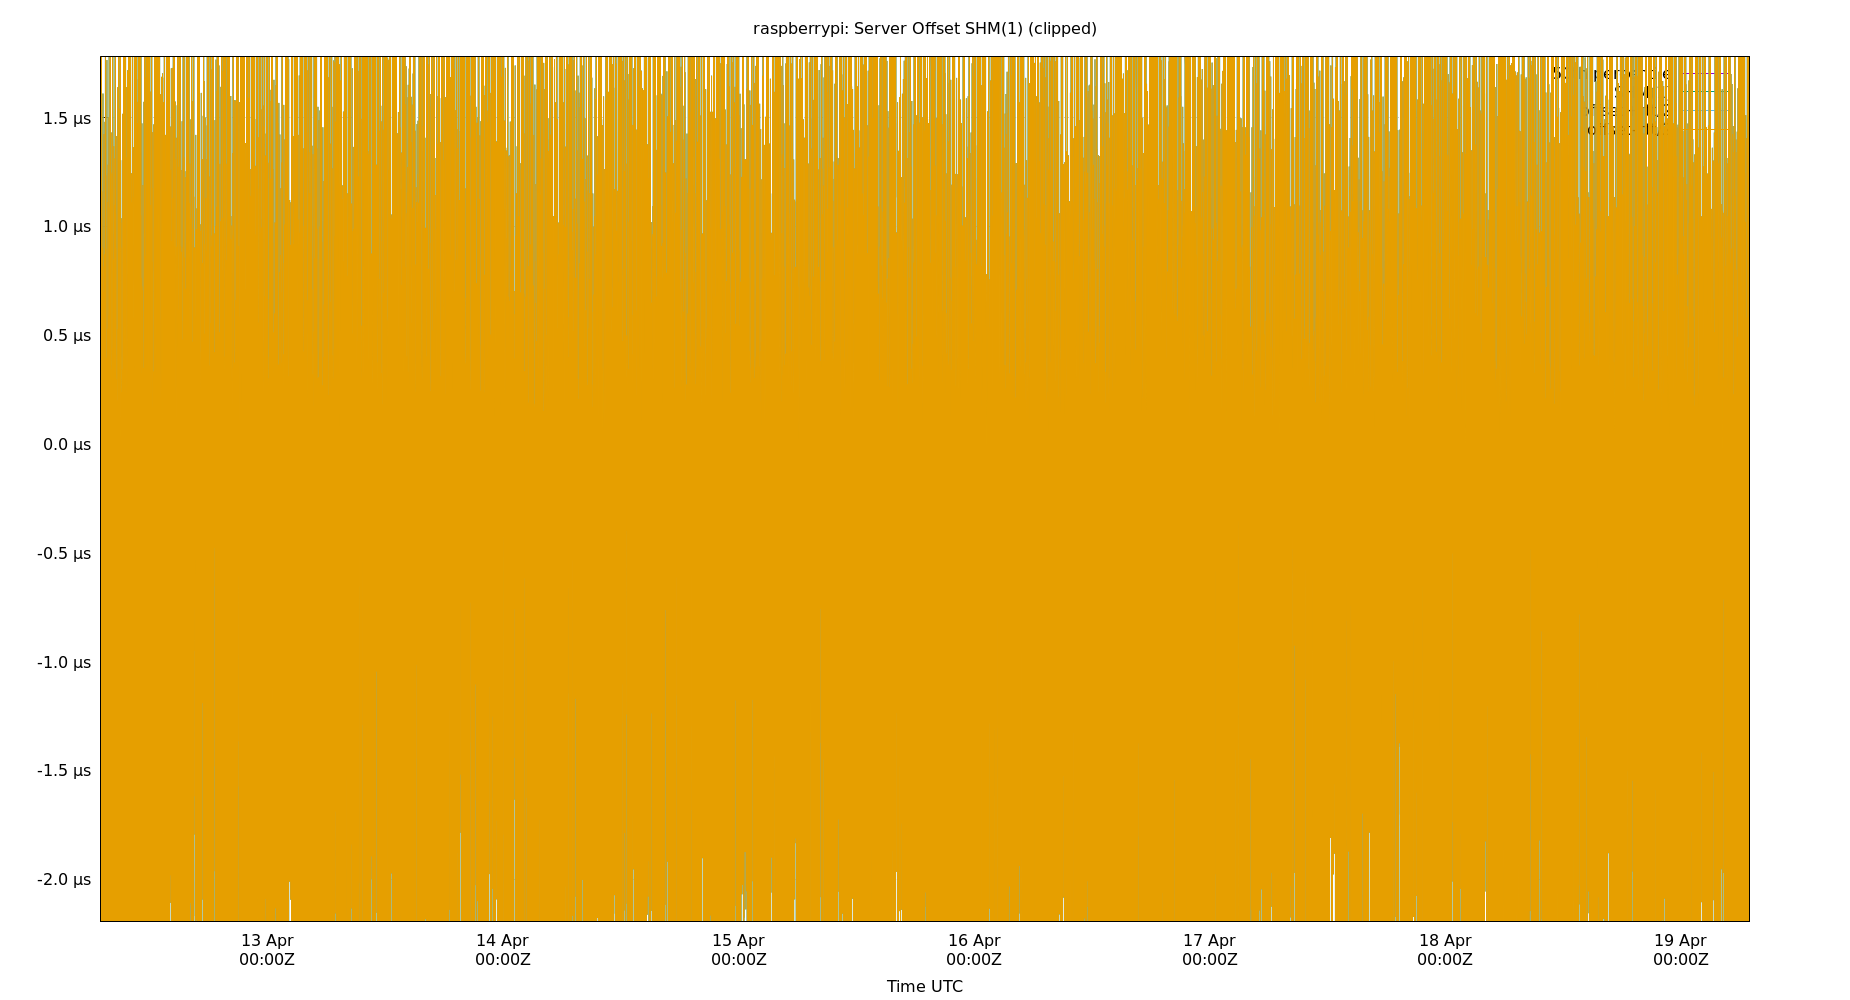 raspberrypi: Server Offset SHM(1) (clipped)
1.5 µs
1.0 µs
0.5 µs
0.0 µs
-0.5 µs
-1.0 µs
-1.5 µs
-2.0 µs
13 Apr 14 Apr 15 Apr 16 Apr 17 Apr 18 Apr 19 Apr
00:00Z 00:00Z 00:00Z 00:00Z 00:00Z 00:00Z 00:00Z
Time UTC